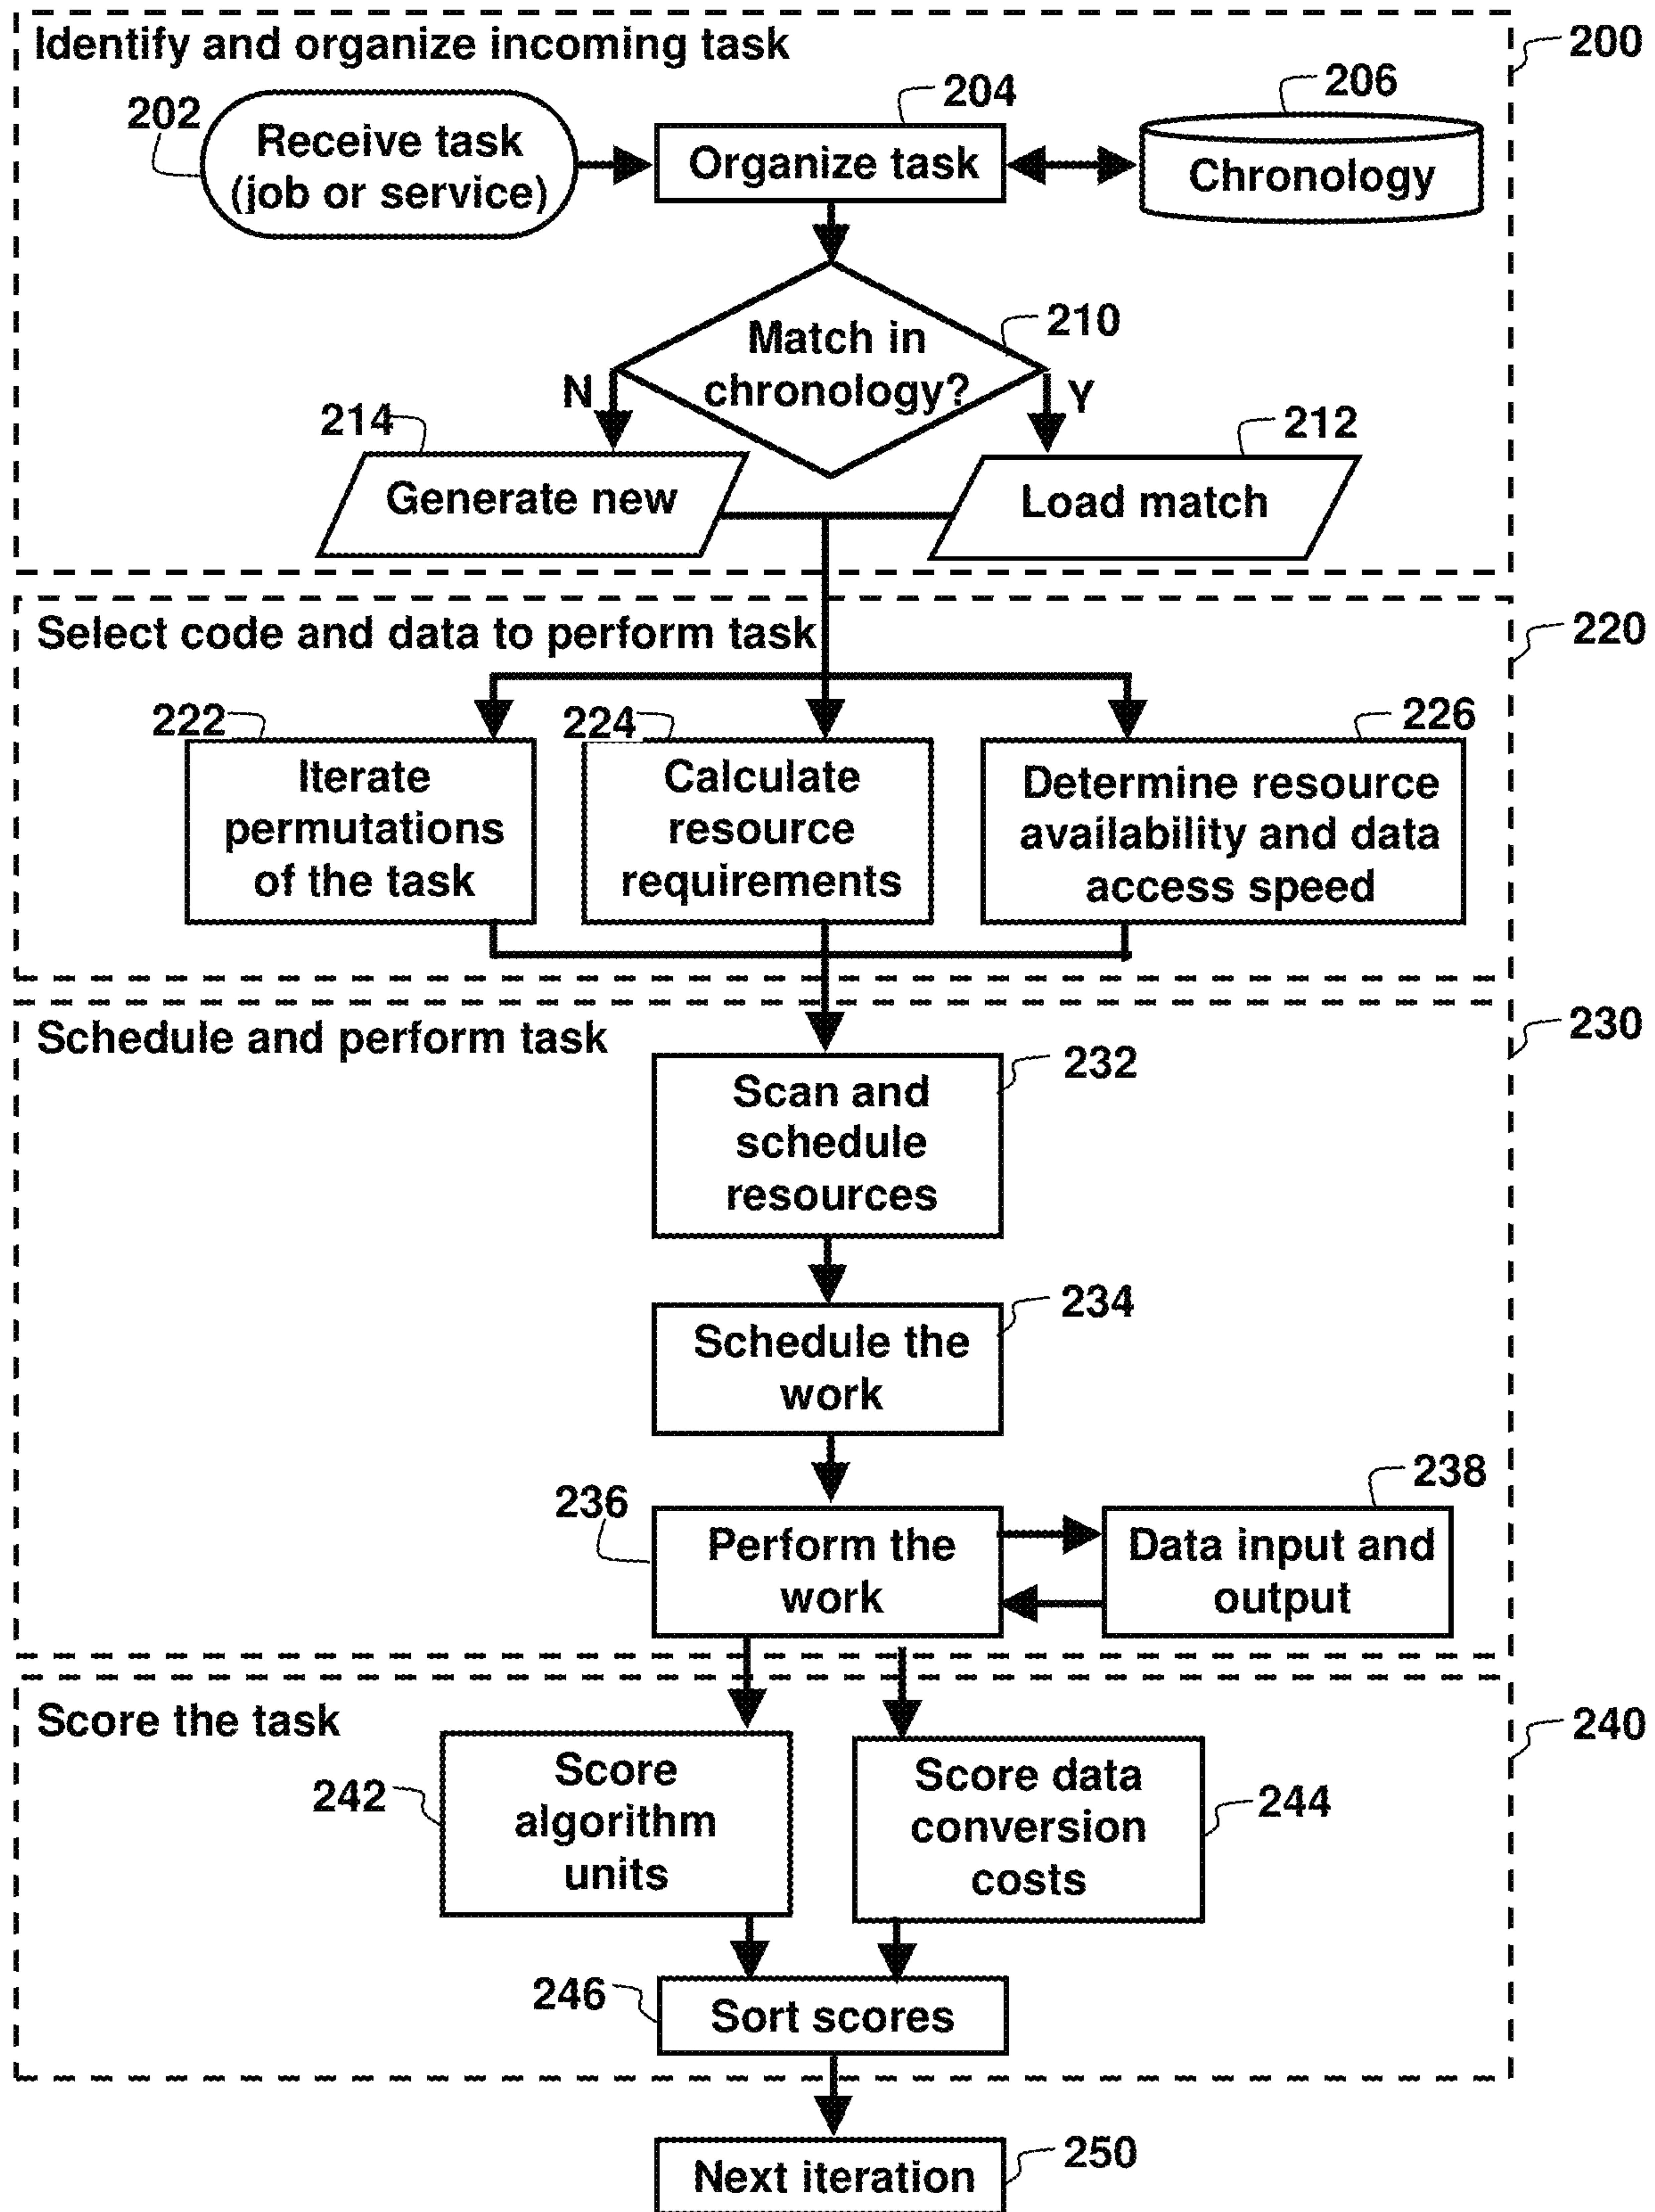 Identify and organize incoming task
200
202
Receive task
(job or service)
204
Organize task
206
Chronology
210
Match in
chronology?
N
Y
214
Generate new
212
Load match
Select code and data to perform task
220
222
Iterate
permutations
of the task
224
Calculate
resource
requirements
226
Determine resource
availability and data
access speed
Schedule and perform task
230
232
Scan and
schedule
resources
234
Schedule the
work
236
Perform the
work
238
Data input and
output
Score the task
240
242
Score
algorithm
units
244
Score data
conversion
costs
246
Sort scores
250
Next iteration